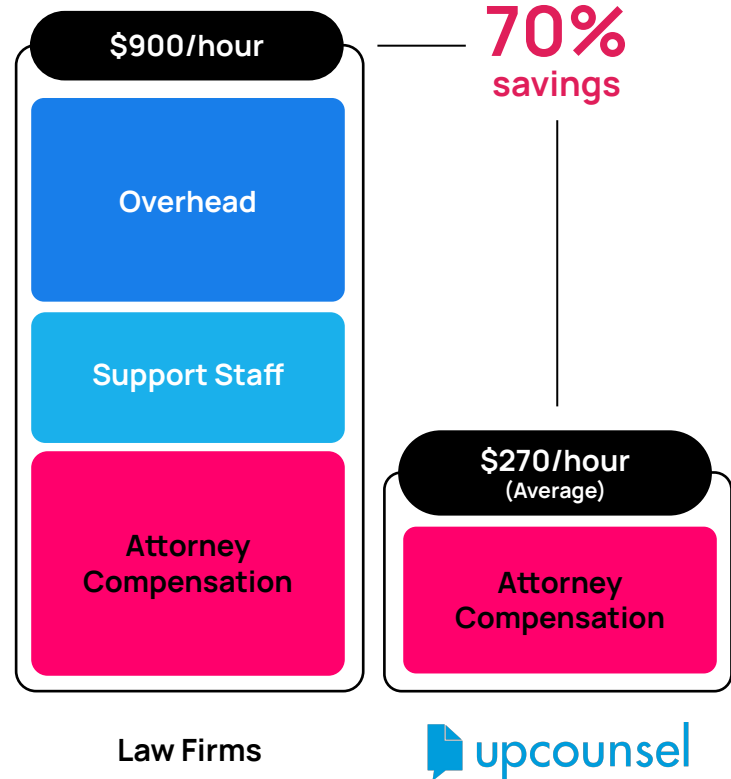 $900/hour
70%
savings
Overhead
Support Staff
Attorney
Compensation
$270/hour
(Average)
Attorney
Compensation
Law Firms
upcounsel